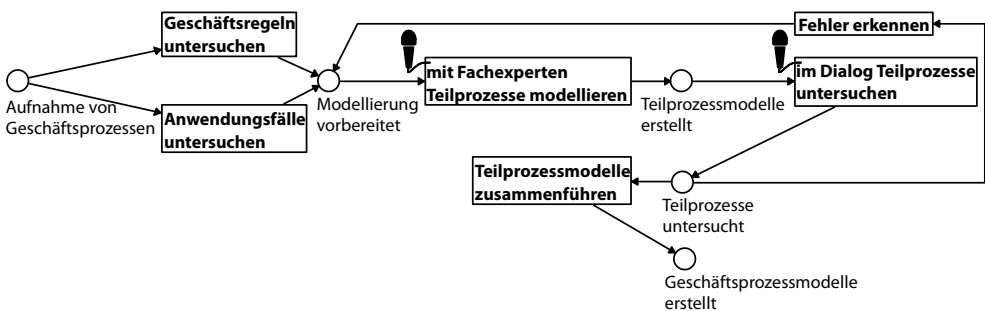 Geschäftsregeln
untersuchen
Fehler erkennen
mit Fachexperten
Teilprozesse modellieren
im Dialog Teilprozesse
untersuchen
Aufnahme von
Geschäftsprozessen
Anwendungsfälle
untersuchen
Modellierung
vorbereitet
Teilprozessmodelle
erstellt
Teilprozessmodelle
zusammenführen
Teilprozesse
untersucht
Geschäftsprozessmodelle
erstellt